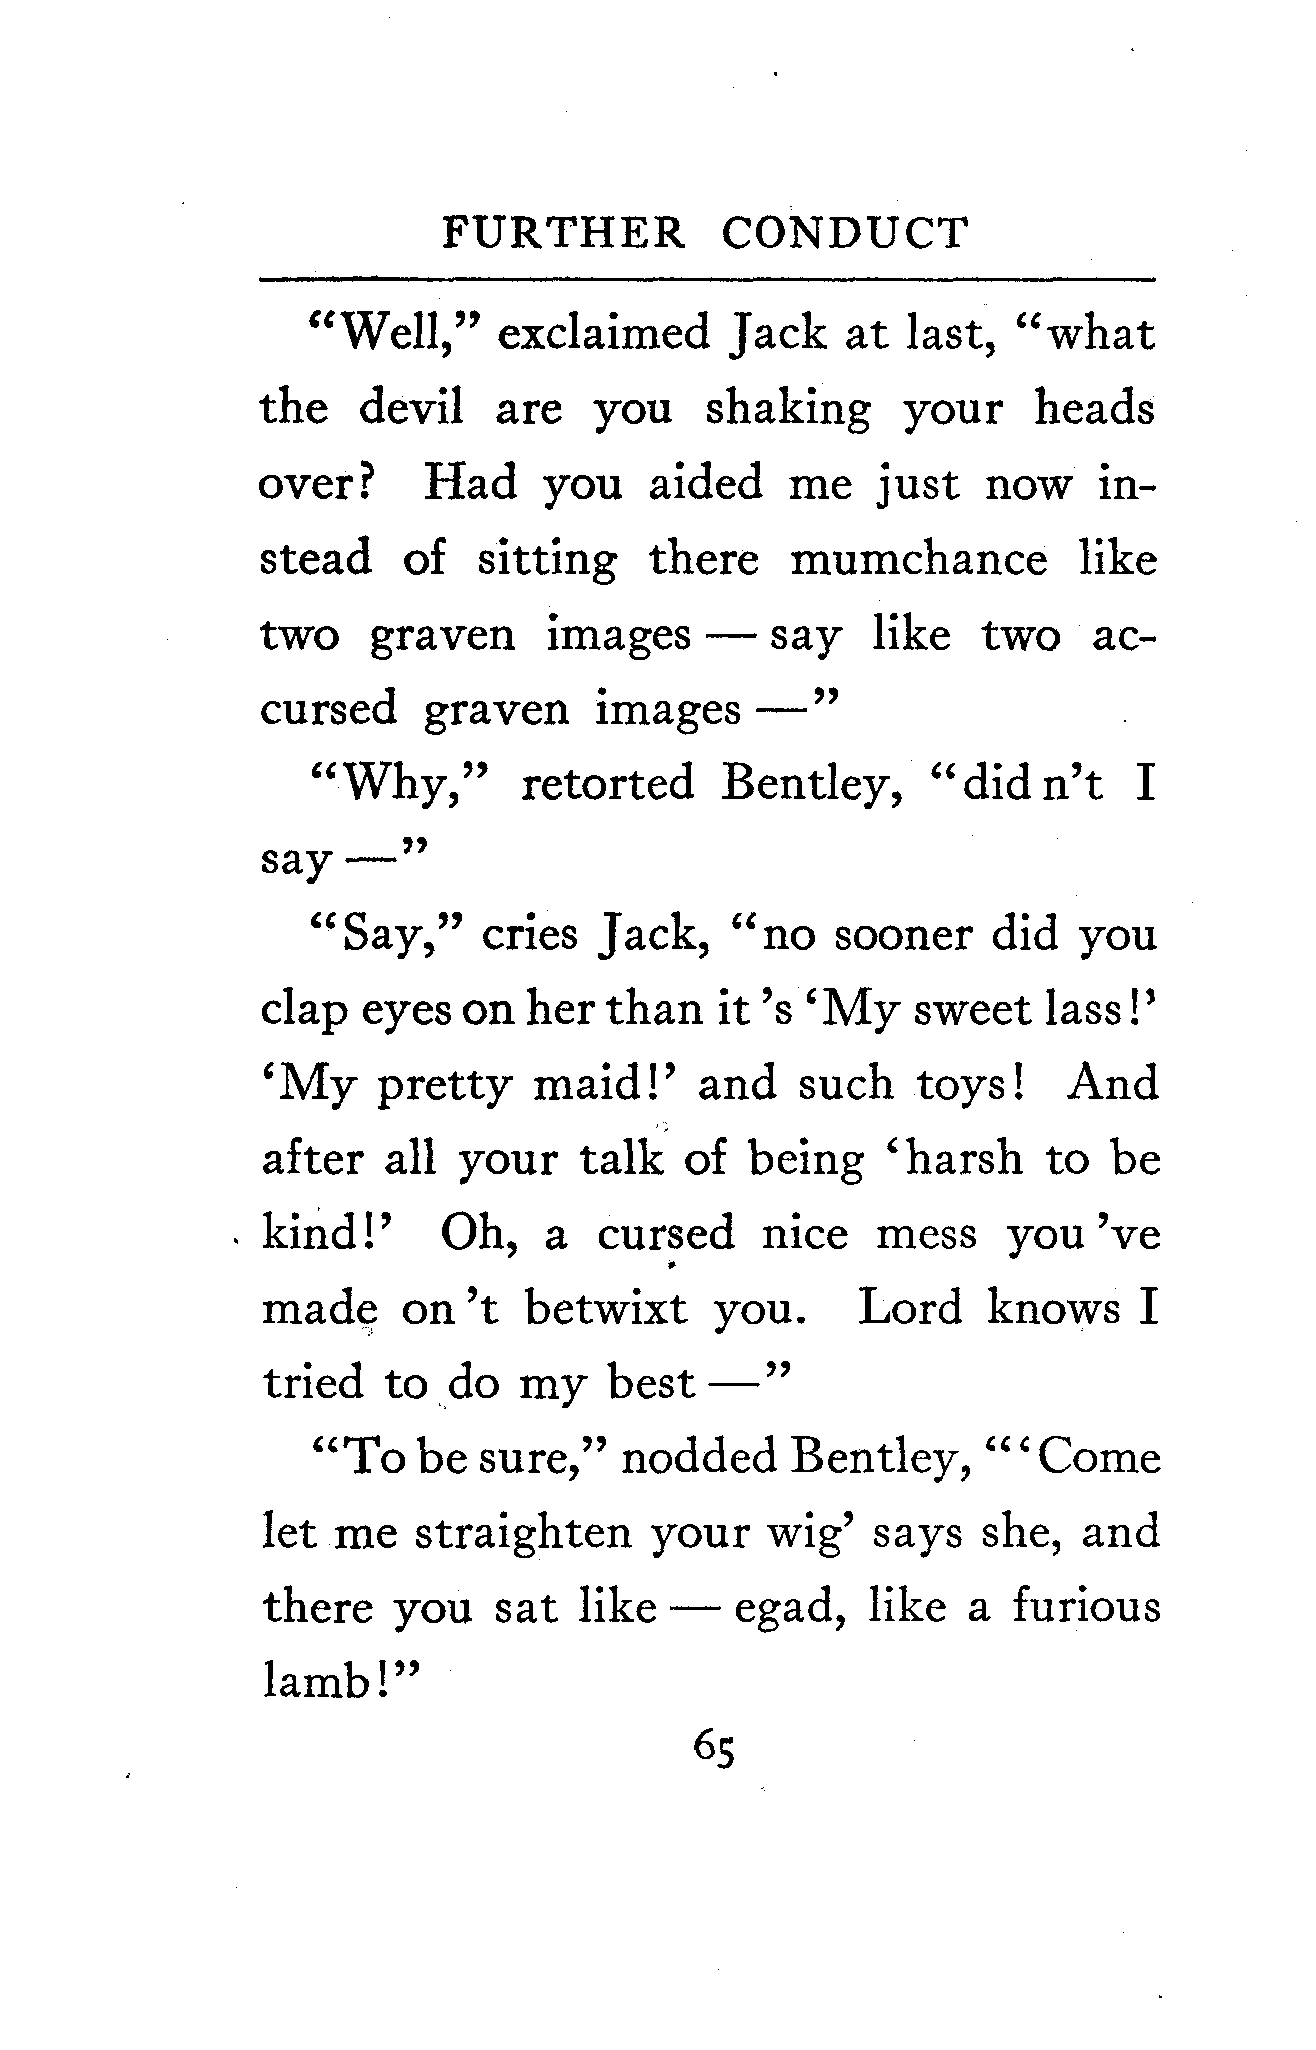 FURTHER CONDUCT
“Well,” exclaimed Jack at last, “what
the devil are you shaking your heads
over? Had you aided me just now in-
stead of sitting there mumchance like
two graven images — say like two ac-
cursed graven images —”
“Why,” retorted Bentley, “did n’t I
say —”
“Say,” cries Jack, “no sooner did you
clap eyes on her than it ’s ‘My sweet lass!’
‘My pretty maid!’ and such toys! And
after all your talk of being ‘harsh to be
kind!’ Oh, a cursed nice mess you ’ve
made on ’t betwixt you. Lord knows I
tried to do my best —”
“To be sure,” nodded Bentley, “‘Come
let me straighten your wig’ says she, and
there you sat like — egad, like a furious
lamb!”
65